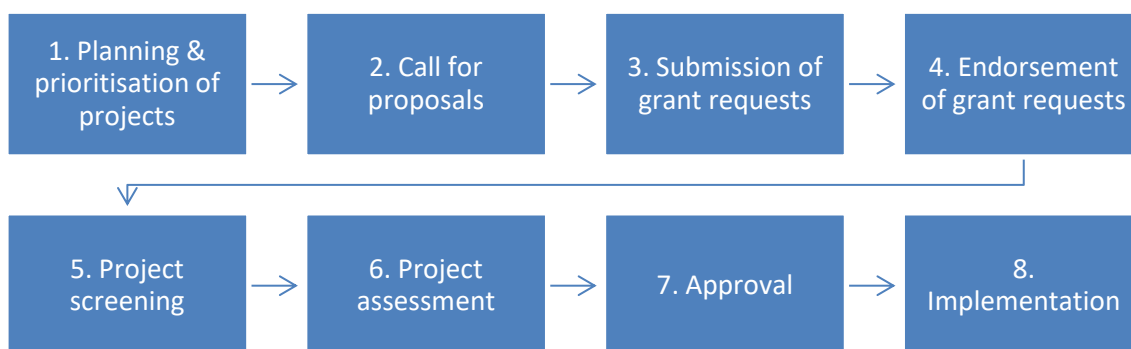 1. Planning &
prioritisation of
projects
2. Call for
proposals
3. Submission of
grant requests
4. Endorsement
of grant requests
5. Project
screening
6. Project
assessment
7. Approval
8.
Implementation